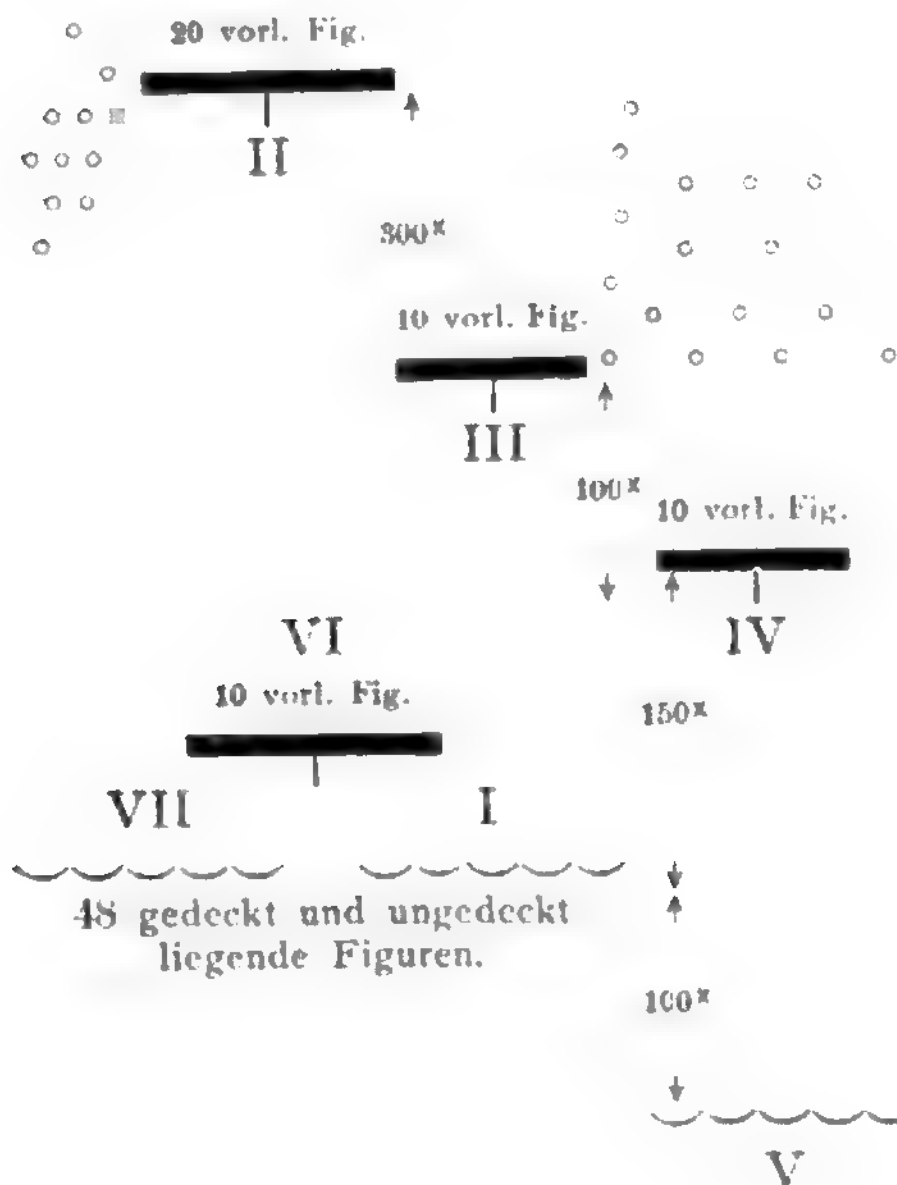 20 vorl. Fig.
II
300x
10 vorl. Fig.
III
100x
10 vorl. Fig.
IV
VI
10 vorl. Fig.
150x
VII
I
48 gedeckt und ungedeckt
liegende Figuren.
100x
V